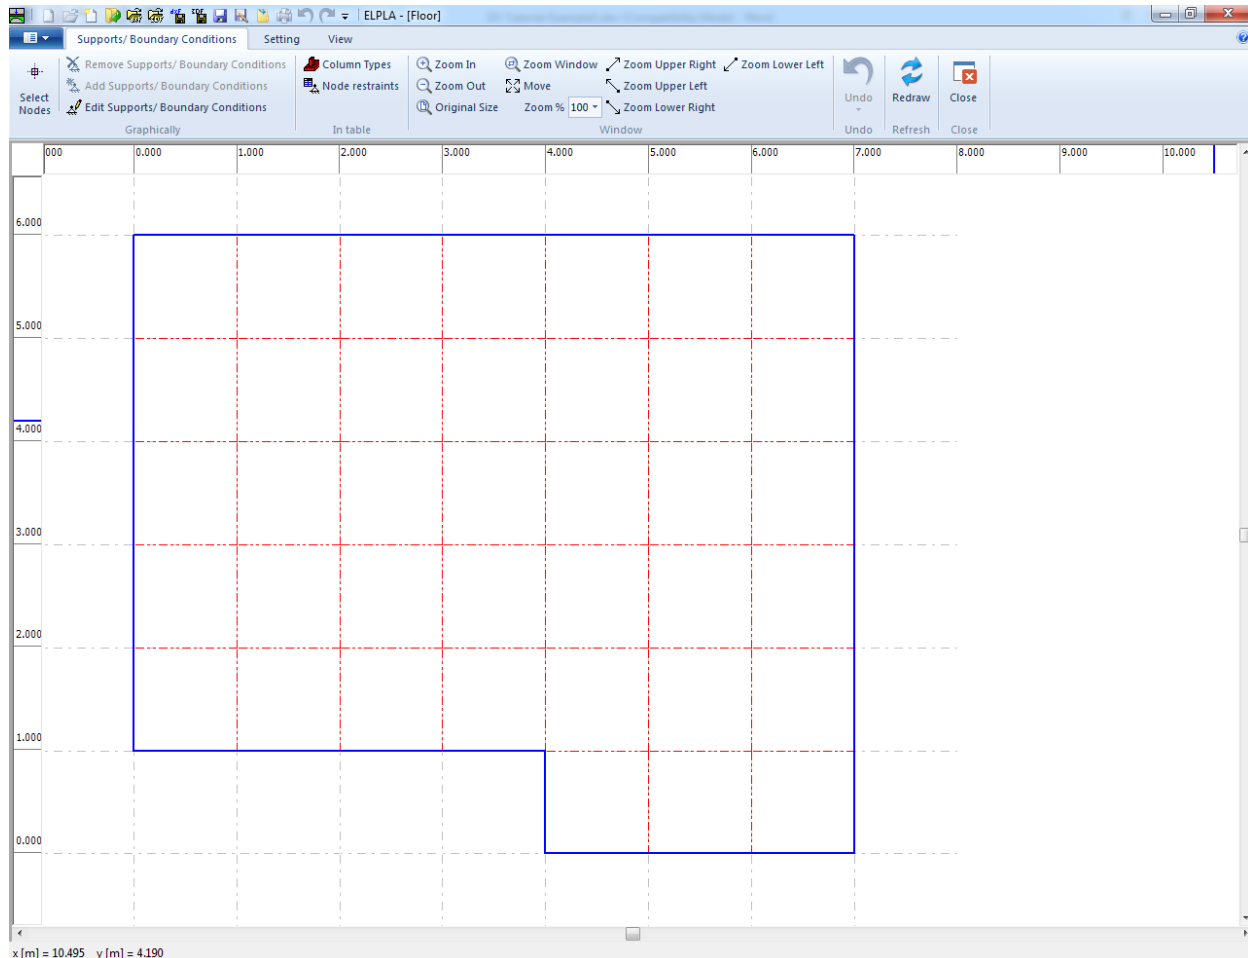 ELPLA - [Floor]
Supports/ Boundary Conditions Setting View
Select Nodes
Remove Supports/ Boundary Conditions
Add Supports/ Boundary Conditions
Edit Supports/ Boundary Conditions
Graphically
Column Types
Node restraints
In table
Zoom In
Zoom Out
Original Size
Zoom Window
Move
Zoom % 100
Zoom Upper Right
Zoom Upper Left
Zoom Lower Right
Zoom Lower Left
Window
Undo
Undo
Redraw
Refresh
Close
Close
000 0.000 1.000 2.000 3.000 4.000 5.000 6.000 7.000 8.000 9.000 10.000
6.000
5.000
4.000
3.000
2.000
1.000
0.000
x [m] = 10.495 y [m] = 4.190